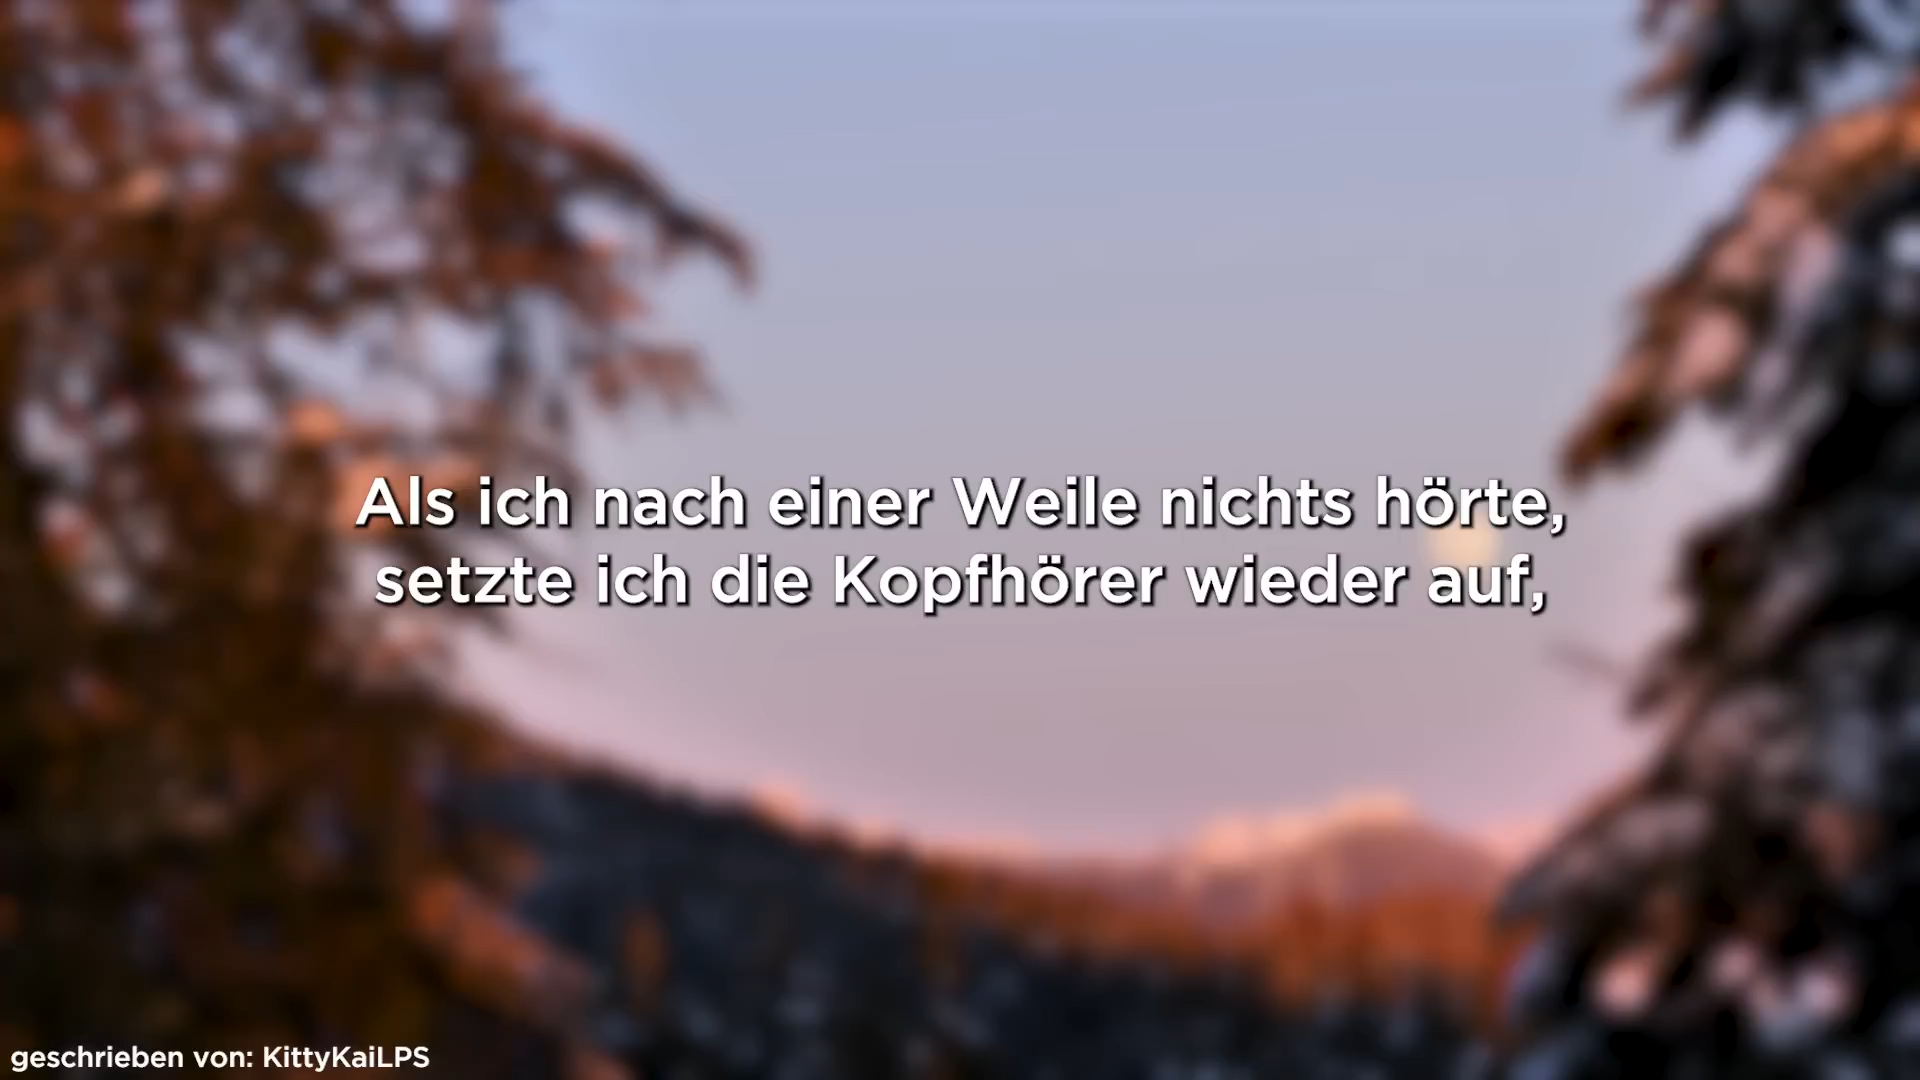 Als ich nach einer Weile nichts hörte,
setzte ich die Kopfhörer wieder auf,
geschrieben von: KittyKaiLPS